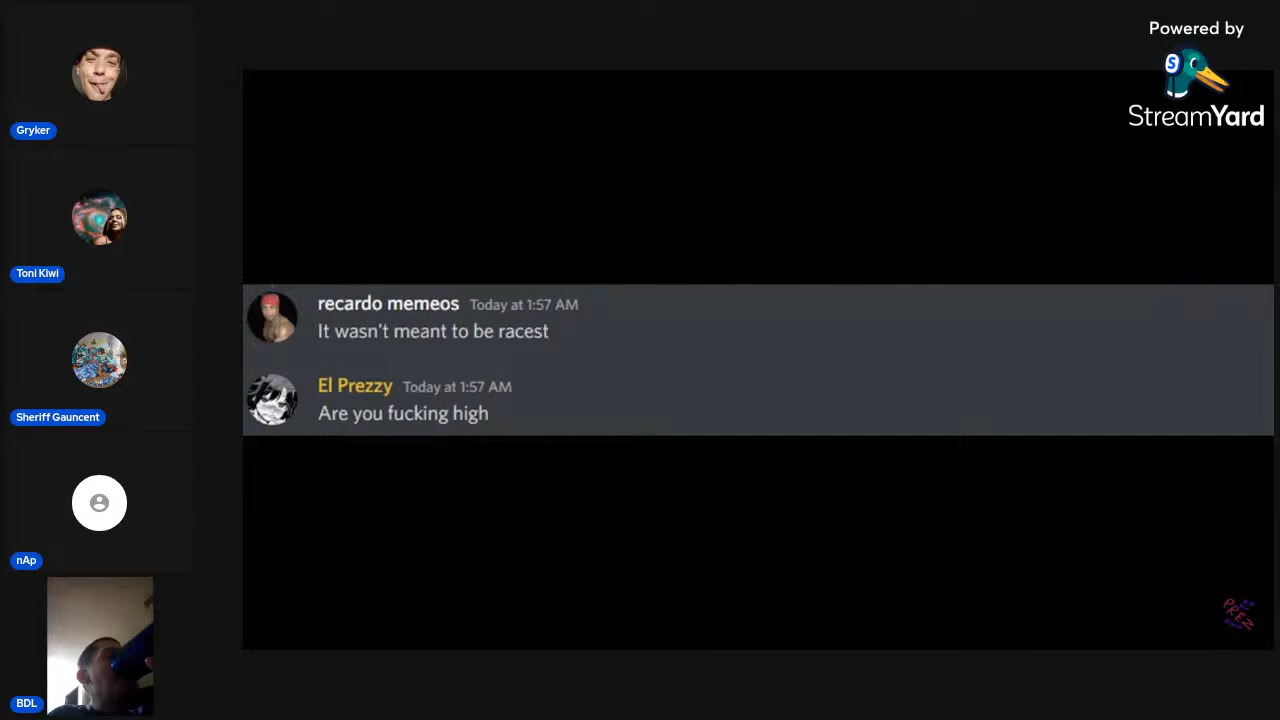 Powered by
StreamYard
Gryker
Toni Kiwi
Sheriff Gauncent
nAp
BDL
recardo memeos Today at 1:57 AM
It wasn't meant to be racest
El Prezzy Today at 1:57 AM
Are you fucking high
PREZ